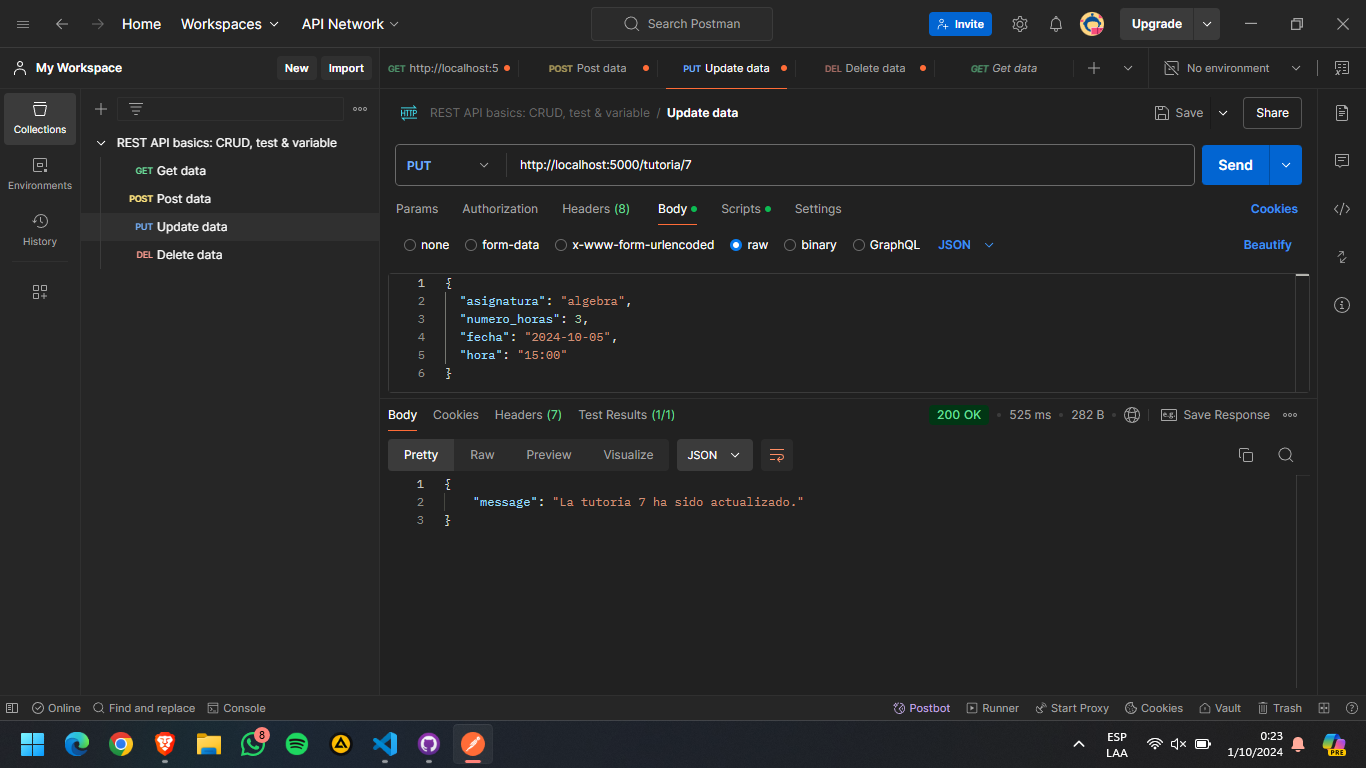 Home Workspaces API Network Search Postman Invite Upgrade
My Workspace New Import GET http://localhost:5 POST Post data PUT Update data DEL Delete data GET Get data No environment
Collections
Environments
History
REST API basics: CRUD, test & variable
GET Get data
POST Post data
PUT Update data
DEL Delete data
HTTP REST API basics: CRUD, test & variable / Update data Save Share
PUT http://localhost:5000/tutoria/7 Send
Params Authorization Headers (8) Body Scripts Settings Cookies
none form-data x-www-form-urlencoded raw binary GraphQL JSON Beautify
1 {
2 "asignatura": "algebra",
3 "numero_horas": 3,
4 "fecha": "2024-10-05",
5 "hora": "15:00"
6 }
Body Cookies Headers (7) Test Results (1/1) 200 OK 525 ms 282 B e.g. Save Response
Pretty Raw Preview Visualize JSON
1 {
2 "message": "La tutoria 7 ha sido actualizado."
3 }
Online Find and replace Console Postbot Runner Start Proxy Cookies Vault Trash
8 ESP
LAA
0:23
1/10/2024
PRE